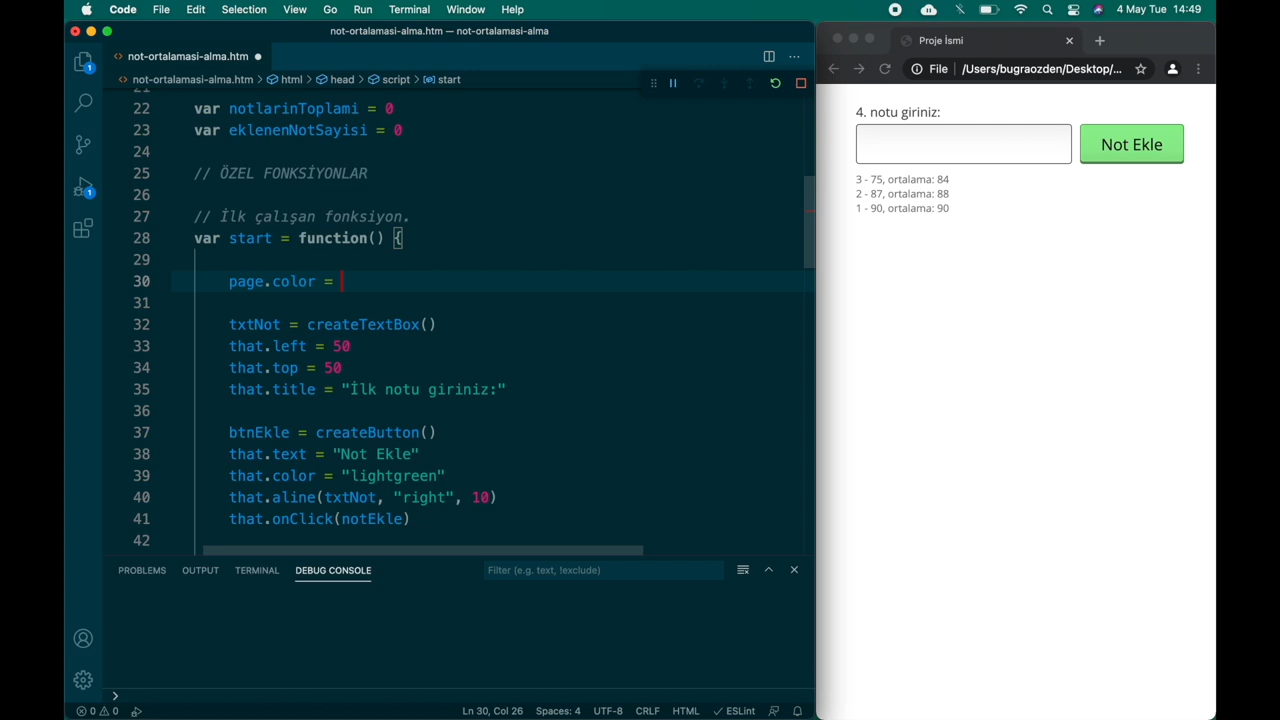 Code File Edit Selection View Go Run Terminal Window Help 4 May Tue 14:49
not-ortalamasi-alma.htm — not-ortalamasi-alma
not-ortalamasi-alma.htm
not-ortalamasi-alma.htm > html > head > script > start
22 var notlarinToplami = 0
23 var eklenenNotSayisi = 0
24
25 // ÖZEL FONKSİYONLAR
26
27 // İlk çalışan fonksiyon.
28 var start = function() {
29
30 page.color =
31
32 txtNot = createTextBox()
33 that.left = 50
34 that.top = 50
35 that.title = "İlk notu giriniz:"
36
37 btnEkle = createButton()
38 that.text = "Not Ekle"
39 that.color = "lightgreen"
40 that.aline(txtNot, "right", 10)
41 that.onClick(notEkle)
42
1
1
PROBLEMS OUTPUT TERMINAL DEBUG CONSOLE Filter (e.g. text, !exclude)
0 0 Ln 30, Col 26 Spaces: 4 UTF-8 CRLF HTML ESLint
Proje İsmi
File /Users/bugraozden/Desktop/...
4. notu giriniz:
Not Ekle
3 - 75, ortalama: 84
2 - 87, ortalama: 88
1 - 90, ortalama: 90